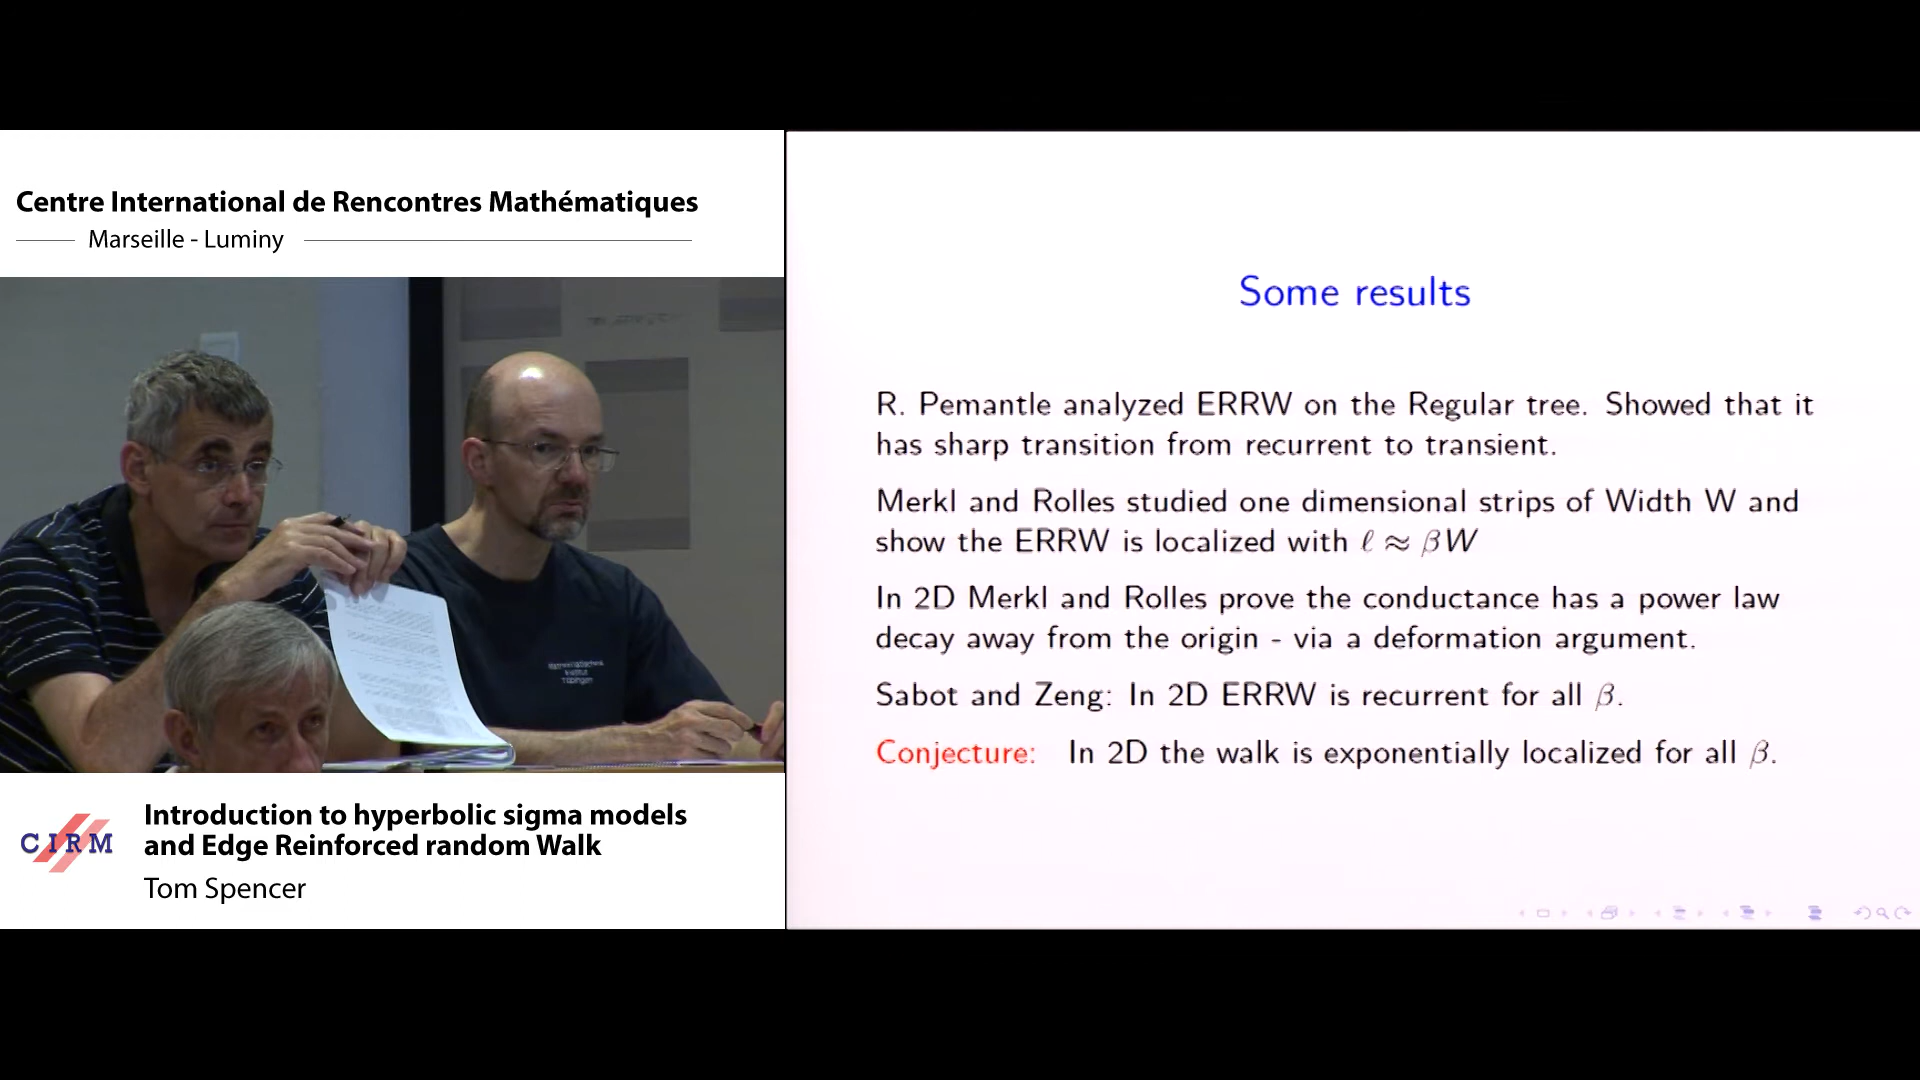 Centre International de Rencontres Mathématiques
Marseille - Luminy
CIRM
Introduction to hyperbolic sigma models
and Edge Reinforced random Walk
Tom Spencer
Some results
R. Pemantle analyzed ERRW on the Regular tree. Showed that it
has sharp transition from recurrent to transient.
Merkl and Rolles studied one dimensional strips of Width W and
show the ERRW is localized with ℓ ≈ βW
In 2D Merkl and Rolles prove the conductance has a power law
decay away from the origin - via a deformation argument.
Sabot and Zeng: In 2D ERRW is recurrent for all β.
Conjecture: In 2D the walk is exponentially localized for all β.